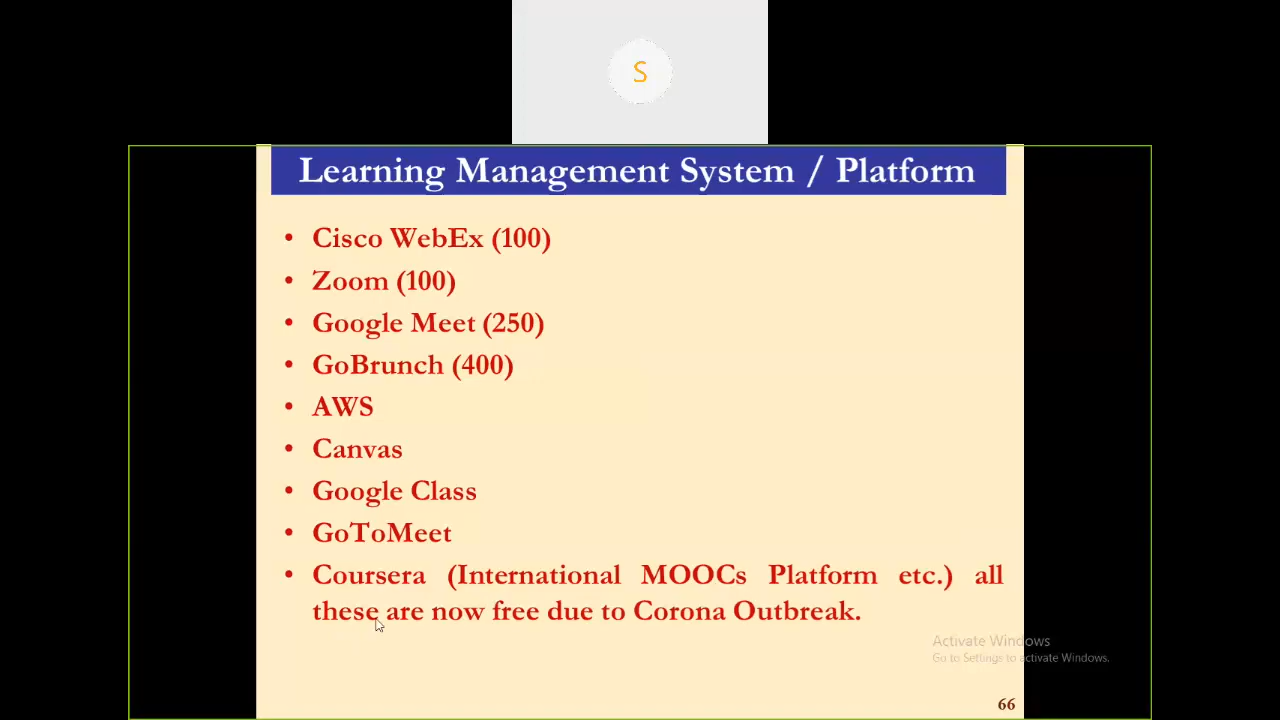 S
Learning Management System / Platform
• Cisco WebEx (100)
• Zoom (100)
• Google Meet (250)
• GoBrunch (400)
• AWS
• Canvas
• Google Class
• GoToMeet
• Coursera (International MOOCs Platform etc.) all
these are now free due to Corona Outbreak.
Activate Windows
Go to Settings to activate Windows.
66